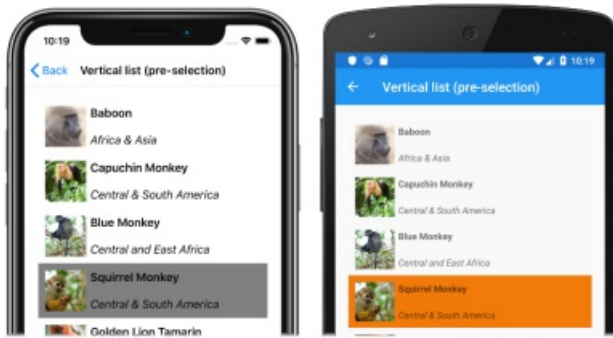 10:19
Back Vertical list (pre-selection)
Baboon
Africa & Asia
Capuchin Monkey
Central & South America
Blue Monkey
Central and East Africa
Squirrel Monkey
Central & South America
Golden Lion Tamarin
10:19
Vertical list (pre-selection)
Baboon
Africa & Asia
Capuchin Monkey
Central & South America
Blue Monkey
Central and East Africa
Squirrel Monkey
Central & South America